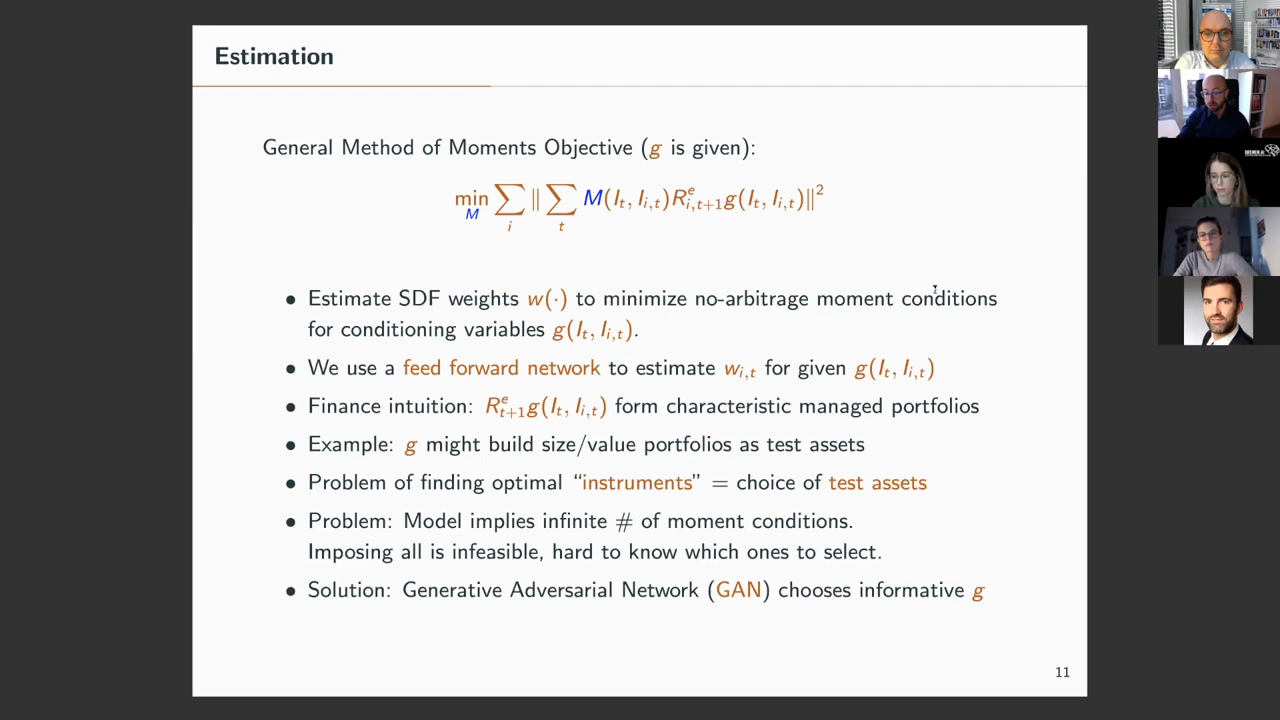 Estimation
General Method of Moments Objective (g is given):
min_M ∑_i ‖ ∑_t M(I_t, I_{i,t})R^e_{i,t+1}g(I_t, I_{i,t})‖²
• Estimate SDF weights w(·) to minimize no-arbitrage moment conditions
for conditioning variables g(I_t, I_{i,t}).
• We use a feed forward network to estimate w_{i,t} for given g(I_t, I_{i,t})
• Finance intuition: R^e_{t+1}g(I_t, I_{i,t}) form characteristic managed portfolios
• Example: g might build size/value portfolios as test assets
• Problem of finding optimal “instruments” = choice of test assets
• Problem: Model implies infinite # of moment conditions.
Imposing all is infeasible, hard to know which ones to select.
• Solution: Generative Adversarial Network (GAN) chooses informative g
11
BREMEN.AI